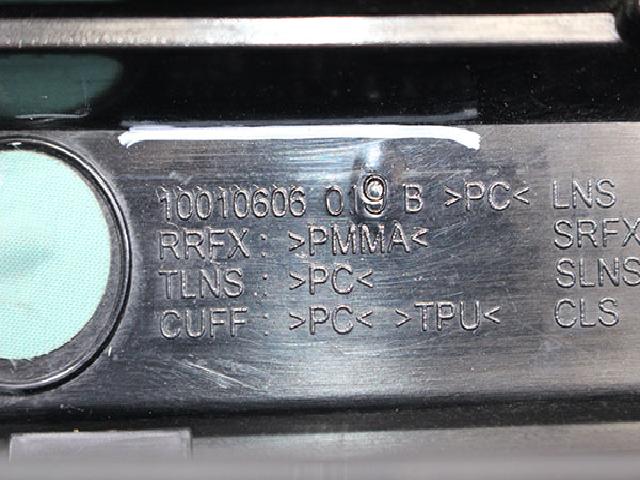 10010606 019 B >PC< LNS
RRFX : >PMMA< SRFX
TLNS : >PC< SLNS
CUFF : >PC< >TPU< CLS